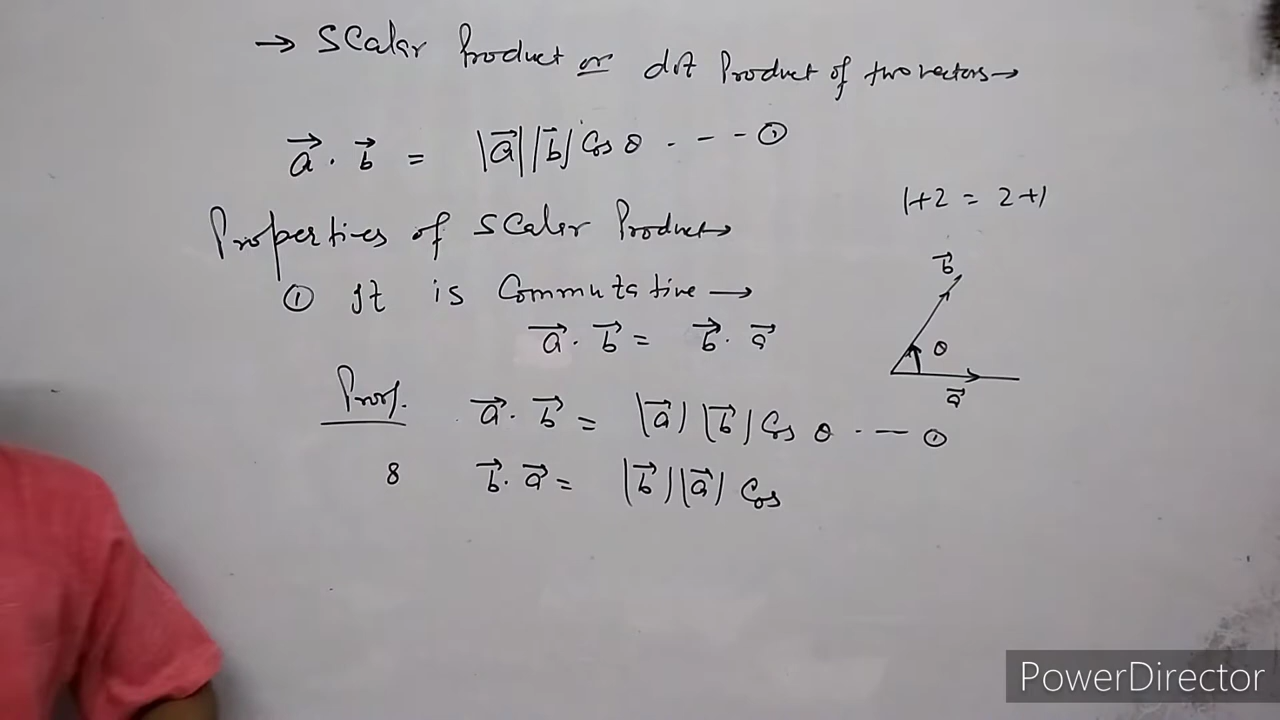 → Scalar Product or dot Product of two vectors →
a⃗ . b⃗ = |a⃗| |b⃗| Cos θ . - - - ①
1+2 = 2+1
Properties of Scalar Product →
b⃗
① It is Commutative →
a⃗ . b⃗ = b⃗ . a⃗
θ
a⃗
Proof. a⃗ . b⃗ = |a⃗| |b⃗| Cos θ . - — ①
8 b⃗ . a⃗ = |b⃗| |a⃗| Cos
PowerDirector